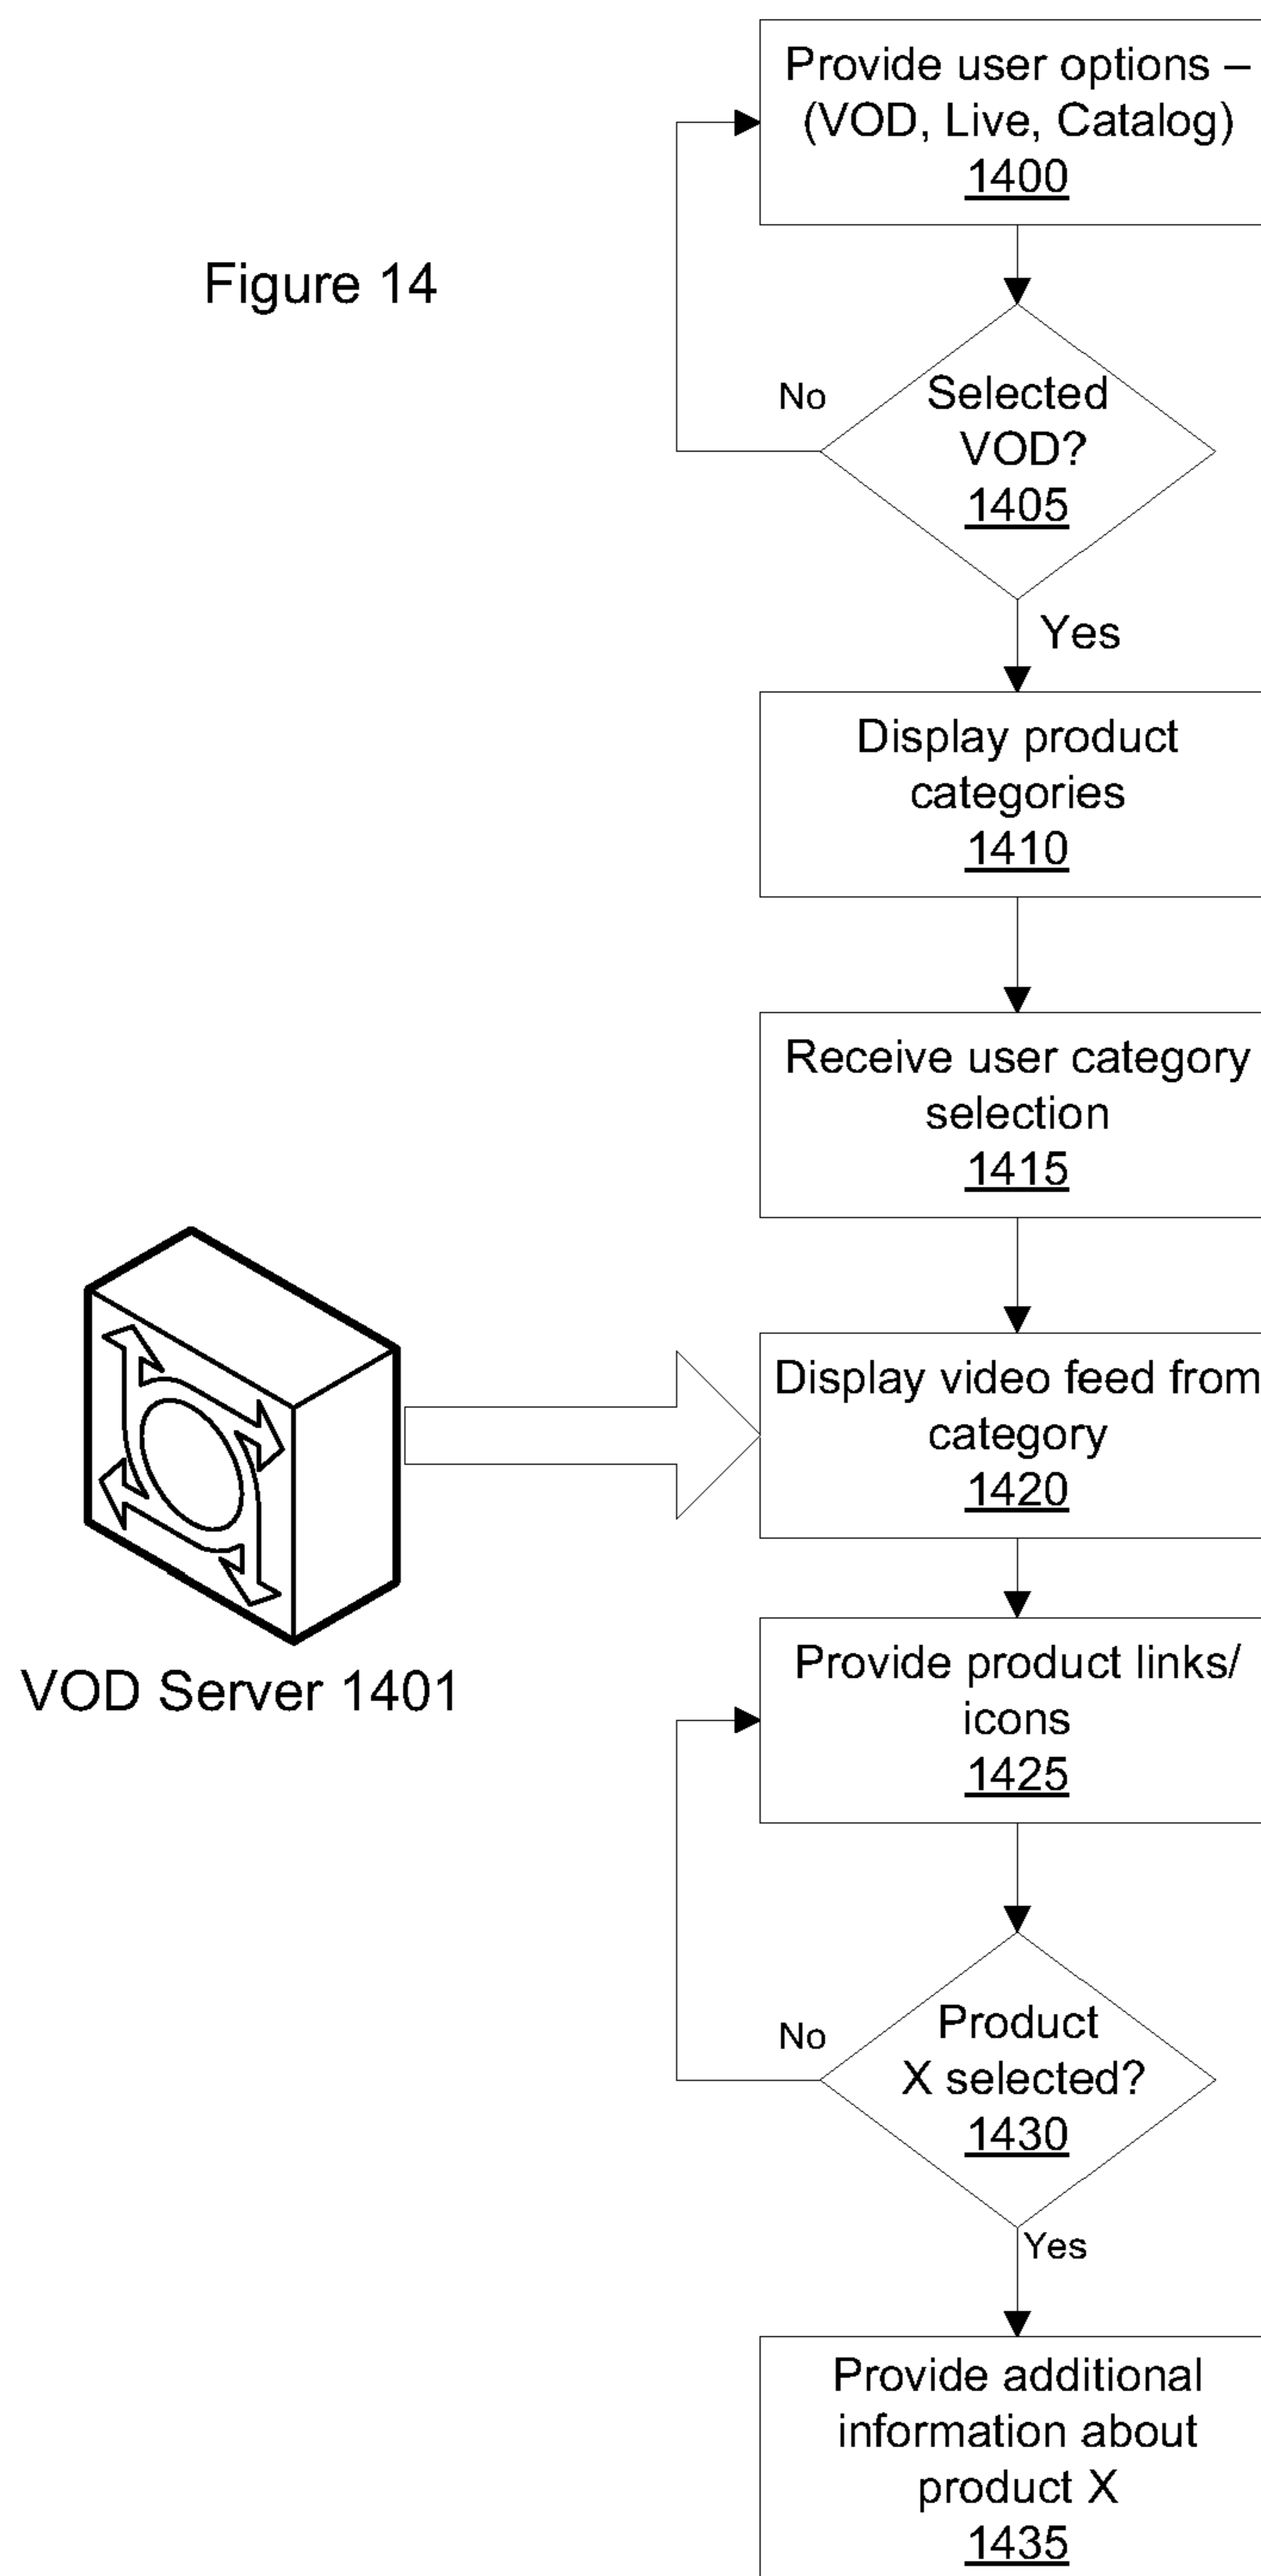 Provide user options –
(VOD, Live, Catalog)
1400
Figure 14
No
Selected
VOD?
1405
Yes
Display product
categories
1410
Receive user category
selection
1415
Display video feed from
category
1420
VOD Server 1401
Provide product links/
icons
1425
No
Product
X selected?
1430
Yes
Provide additional
information about
product X
1435